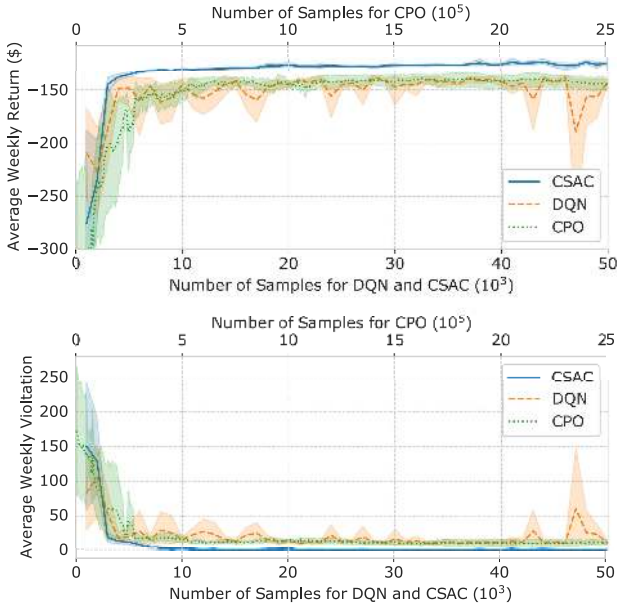 Number of Samples for CPO (10⁵)
0 5 10 15 20 25
Average Weekly Return ($)
−150
−200
−250
−300
CSAC
DQN
CPO
0 10 20 30 40 50
Number of Samples for DQN and CSAC (10³)
Number of Samples for CPO (10⁵)
0 5 10 15 20 25
Average Weekly Violtation
250
200
150
100
50
0
CSAC
DQN
CPO
0 10 20 30 40 50
Number of Samples for DQN and CSAC (10³)